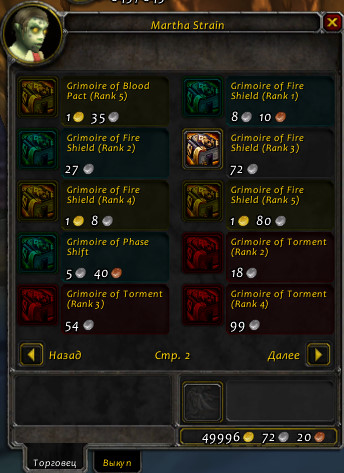 Martha Strain
Grimoire of Blood
Pact (Rank 5)
1 35
Grimoire of Fire
Shield (Rank 1)
8 10
Grimoire of Fire
Shield (Rank 2)
27
Grimoire of Fire
Shield (Rank 3)
72
Grimoire of Fire
Shield (Rank 4)
1 8
Grimoire of Fire
Shield (Rank 5)
1 80
Grimoire of Phase
Shift
5 40
Grimoire of Torment
(Rank 2)
18
Grimoire of Torment
(Rank 3)
54
Grimoire of Torment
(Rank 4)
99
Назад Стр. 2 Далее
49996 72 20
Торговец Выкуп